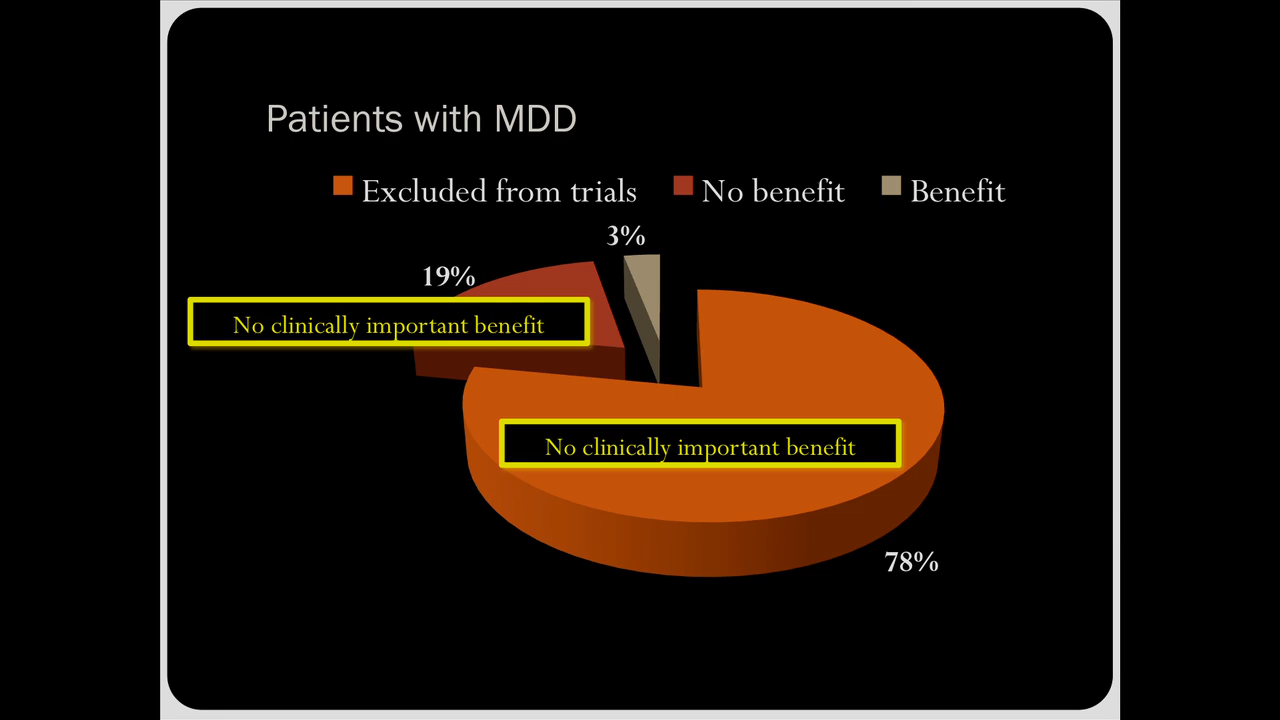 Patients with MDD
Excluded from trials No benefit Benefit
3%
19%
No clinically important benefit
No clinically important benefit
78%